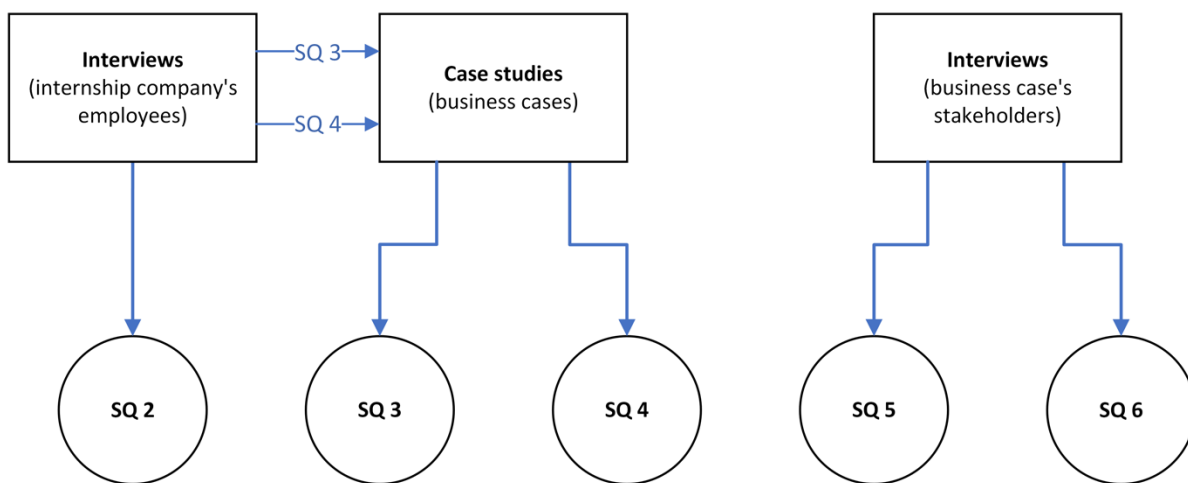 Interviews
(internship company's
employees)
SQ 3
SQ 4
Case studies
(business cases)
Interviews
(business case's
stakeholders)
SQ 2
SQ 3
SQ 4
SQ 5
SQ 6